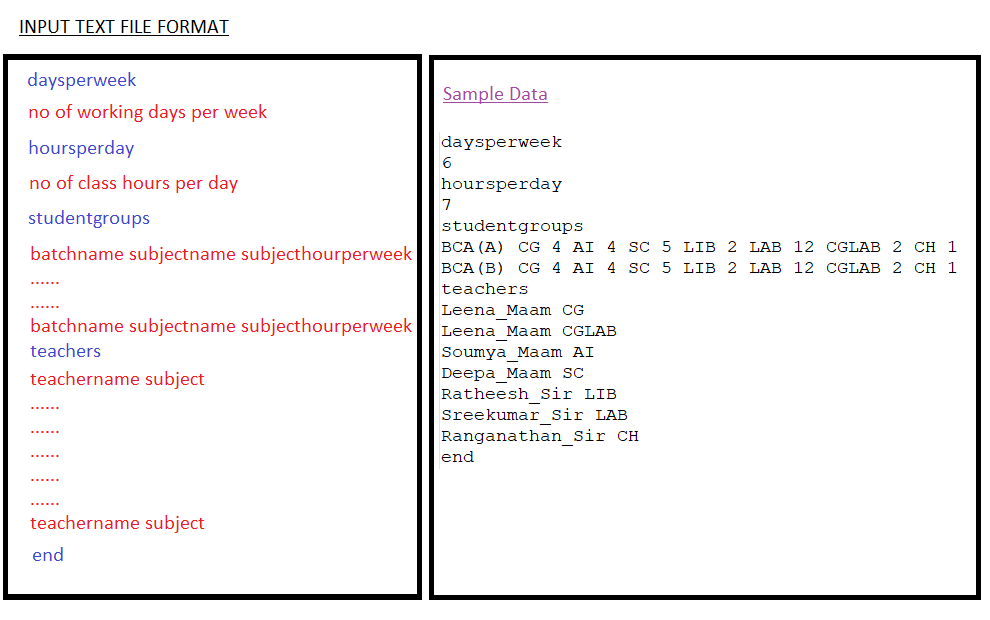 INPUT TEXT FILE FORMAT
daysperweek
no of working days per week
hoursperday
no of class hours per day
studentgroups
batchname subjectname subjecthourperweek
......
......
batchname subjectname subjecthourperweek
teachers
teachername subject
......
......
......
......
......
teachername subject
end
Sample Data
daysperweek
6
hoursperday
7
studentgroups
BCA(A) CG 4 AI 4 SC 5 LIB 2 LAB 12 CGLAB 2 CH 1
BCA(B) CG 4 AI 4 SC 5 LIB 2 LAB 12 CGLAB 2 CH 1
teachers
Leena_Maam CG
Leena_Maam CGLAB
Soumya_Maam AI
Deepa_Maam SC
Ratheesh_Sir LIB
Sreekumar_Sir LAB
Ranganathan_Sir CH
end